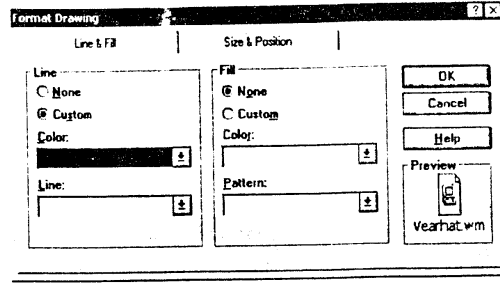 Format Drawing
Line & Fill
Size & Position
Line
None
Custom
Color:
Line:
Fill
None
Custom
Color:
Pattern:
OK
Cancel
Help
Preview
Vearhat.wm